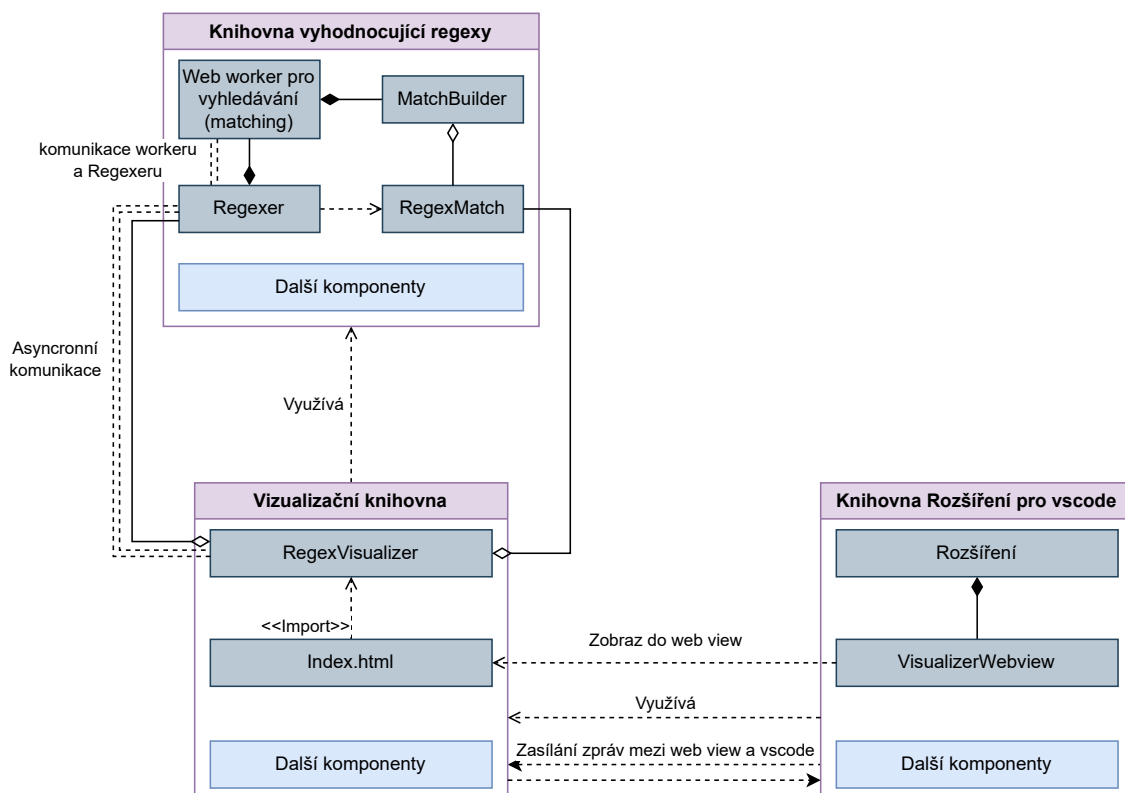 Knihovna vyhodnocující regexy
Web worker pro
vyhledávání
(matching)
MatchBuilder
komunikace workeru
a Regexeru
Regexer
RegexMatch
Další komponenty
Asyncronní
komunikace
Využívá
Vizualizační knihovna
Knihovna Rozšíření pro vscode
RegexVisualizer
Rozšíření
<<Import>>
Zobraz do web view
Index.html
VisualizerWebview
Využívá
Zasílání zpráv mezi web view a vscode
Další komponenty
Další komponenty